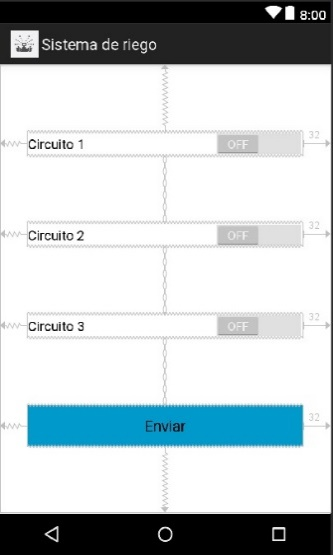 8:00
Sistema de riego
32
Circuito 1 OFF
32
Circuito 2 OFF
32
Circuito 3 OFF
32
Enviar